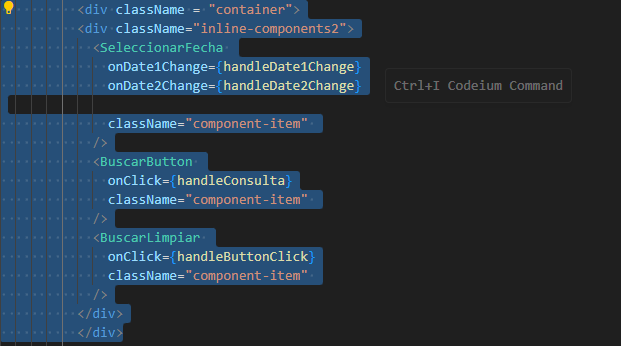 <div className = "container">
<div className="inline-components2">
<SeleccionarFecha
onDate1Change={handleDate1Change}
onDate2Change={handleDate2Change}
Ctrl+I Codeium Command
className="component-item"
/>
<BuscarButton
onClick={handleConsulta}
className="component-item"
/>
<BuscarLimpiar
onClick={handleButtonClick}
className="component-item"
/>
</div>
</div>